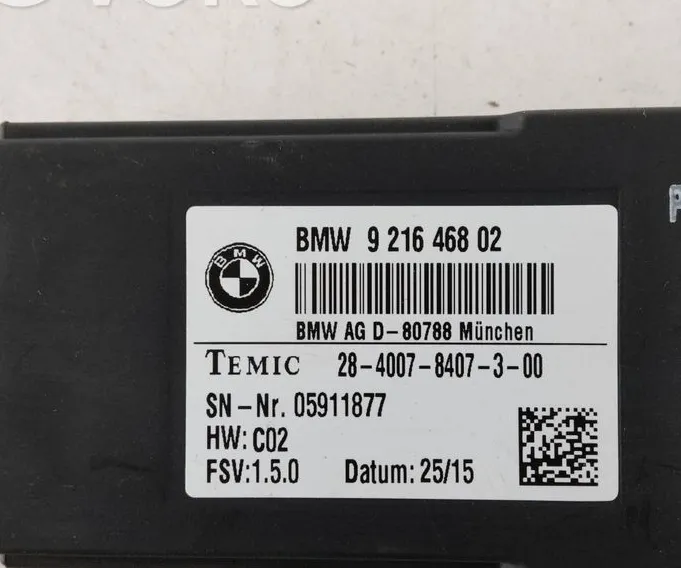 BMW 9 216 468 02
BMW
BMW AG D-80788 München
TEMIC 28-4007-8407-3-00
SN-Nr. 05911877
HW: C02
FSV:1.5.0 Datum: 25/15